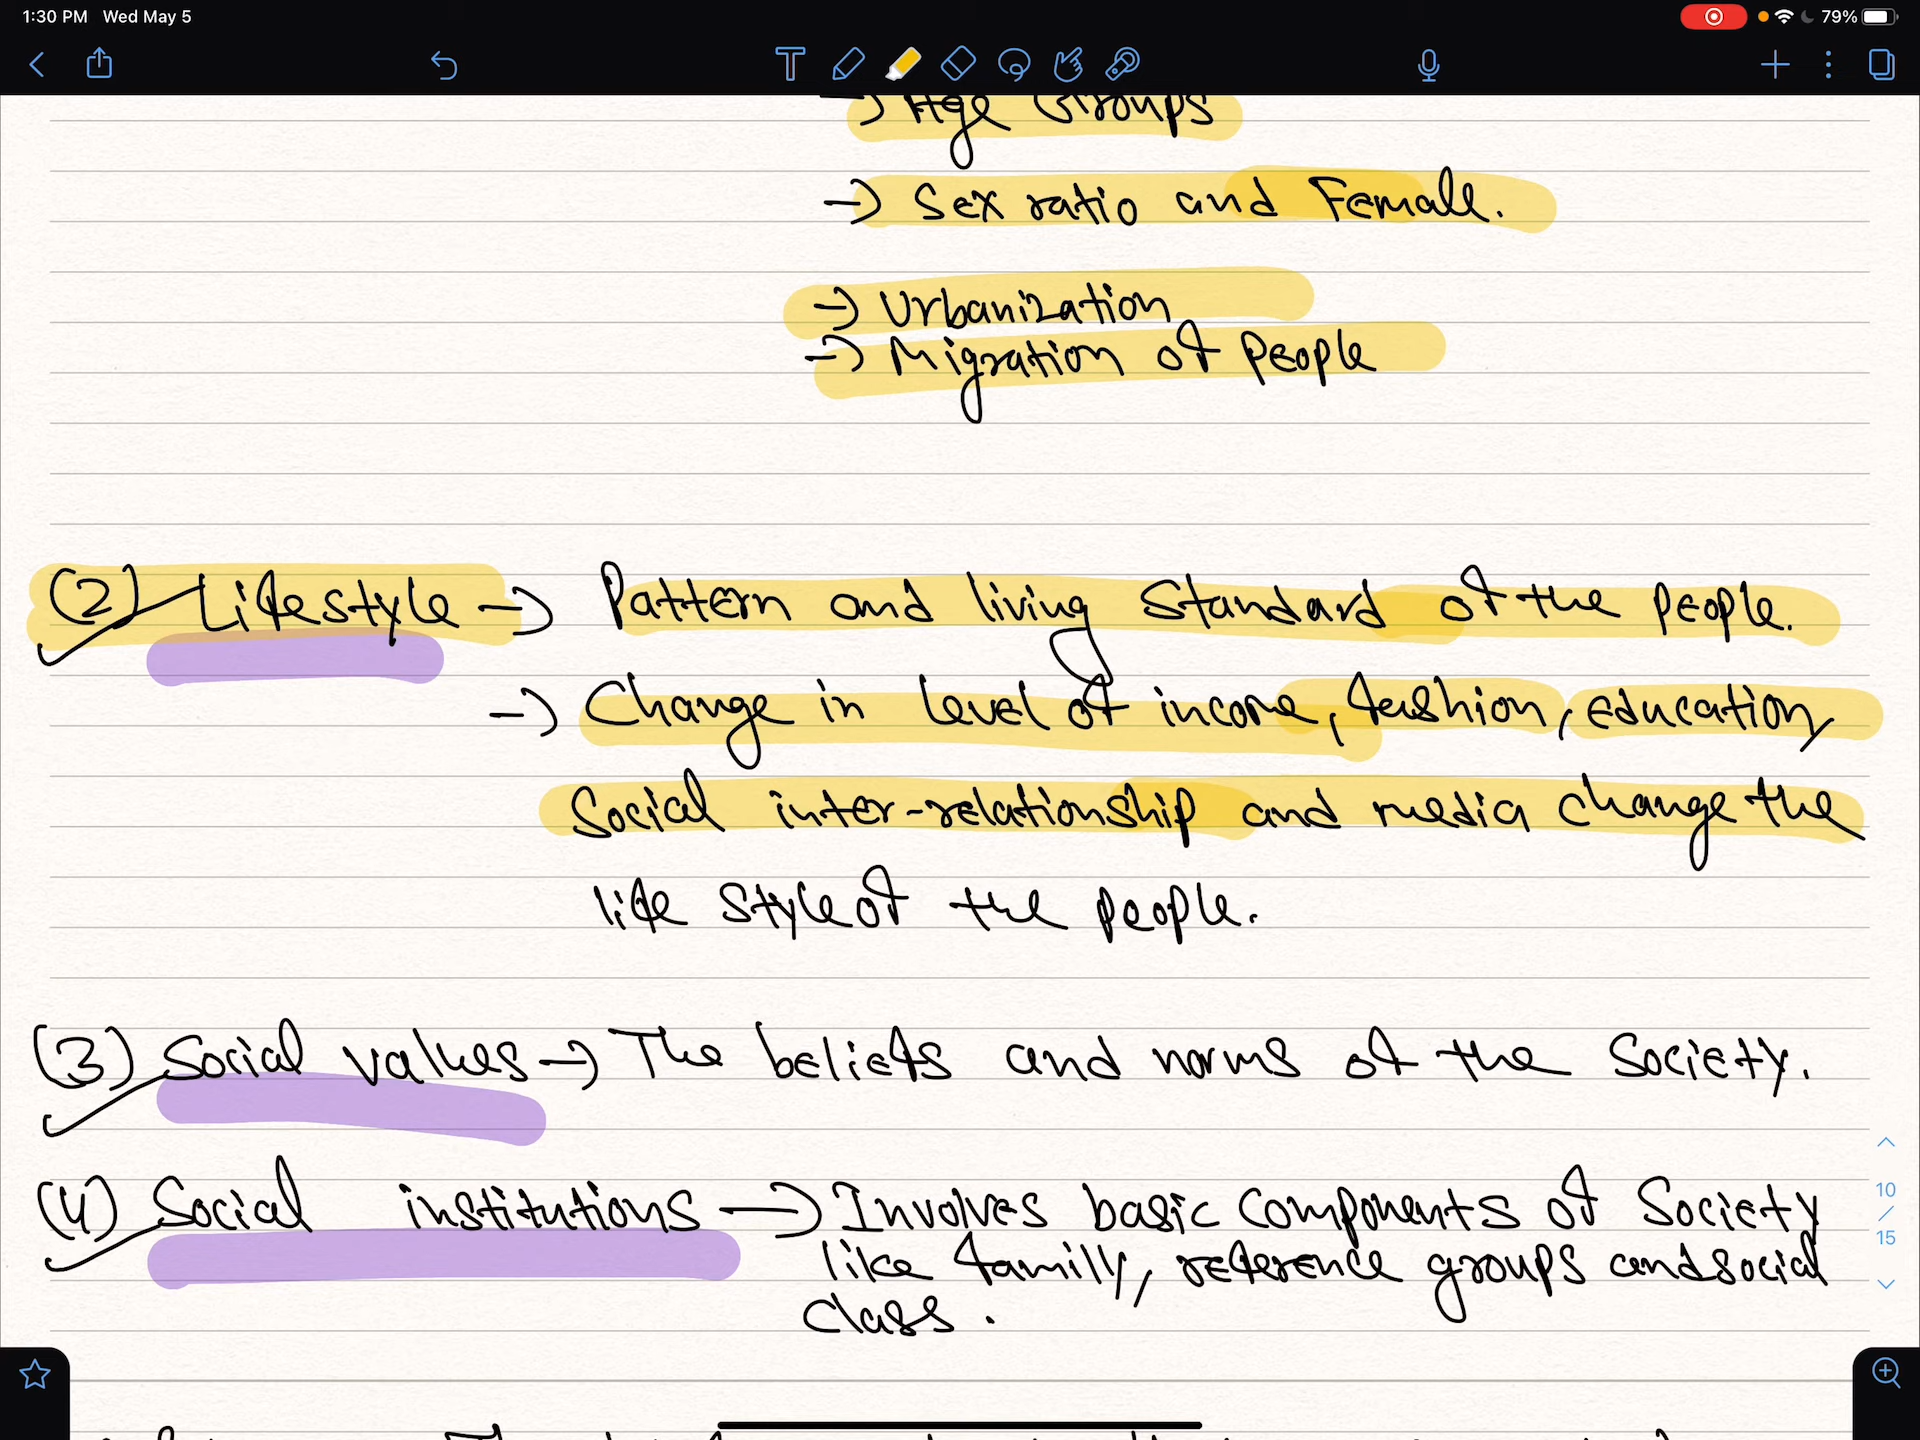 1:30 PM Wed May 5
79%
-> Age Groups
-> Sex ratio and Female.
-> Urbanization
-> Migration of People
(2) Lifestyle -> Pattern and living Standard of the People.
-> Change in level of income, fashion, education,
Social inter-relationship and media change the
life style of the people.
(3) Social values -> The beliefs and norms of the Society.
(4) Social institutions -> Involves basic Components of Society
like family, reference groups and social
class.
10
/
15